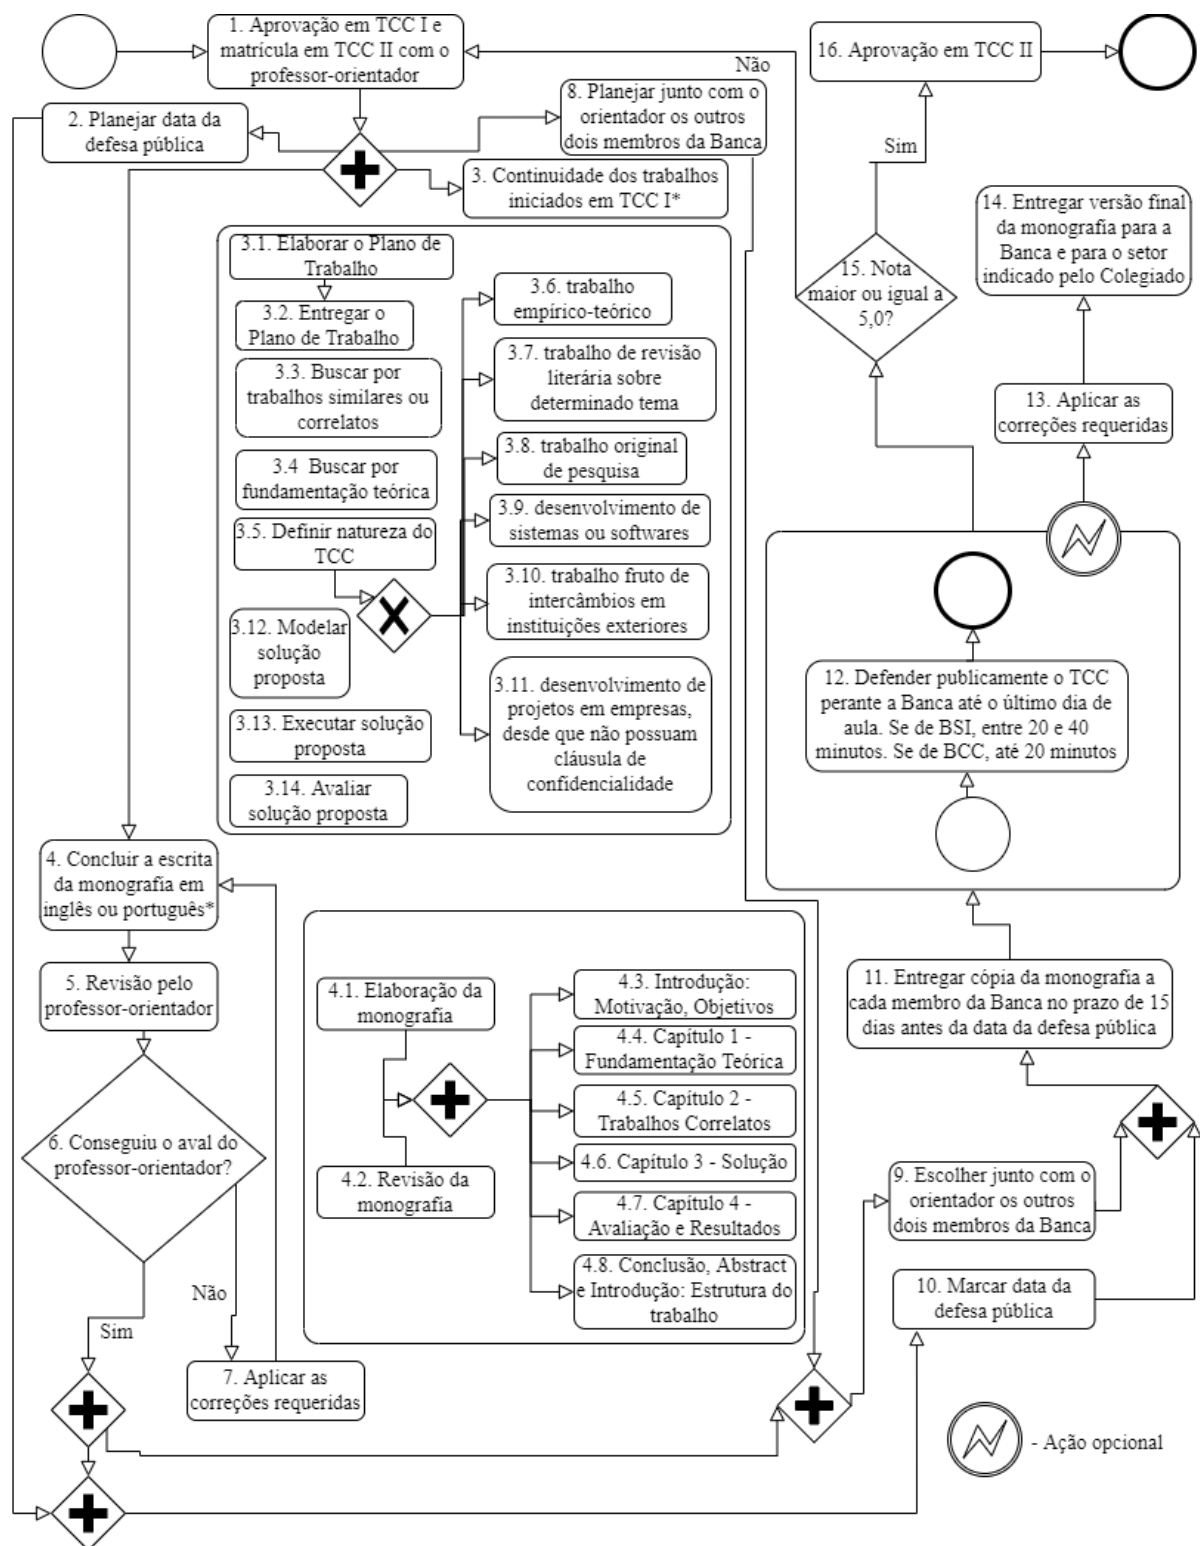 1. Aprovação em TCC I e
matrícula em TCC II com o
professor-orientador
16. Aprovação em TCC II
Não
2. Planejar data da
defesa pública
8. Planejar junto com o
orientador os outros
dois membros da Banca
Sim
3. Continuidade dos trabalhos
iniciados em TCC I*
14. Entregar versão final
da monografia para a
Banca e para o setor
indicado pelo Colegiado
3.1. Elaborar o Plano de
Trabalho
3.2. Entregar o
Plano de Trabalho
3.3. Buscar por
trabalhos similares ou
correlatos
3.4 Buscar por
fundamentação teórica
3.5. Definir natureza do
TCC
3.12. Modelar
solução
proposta
3.13. Executar solução
proposta
3.14. Avaliar
solução proposta
3.6. trabalho
empírico-teórico
3.7. trabalho de revisão
literária sobre
determinado tema
3.8. trabalho original
de pesquisa
3.9. desenvolvimento de
sistemas ou softwares
3.10. trabalho fruto de
intercâmbios em
instituições exteriores
3.11. desenvolvimento de
projetos em empresas,
desde que não possuam
cláusula de
confidencialidade
15. Nota
maior ou igual a
5,0?
13. Aplicar as
correções requeridas
12. Defender publicamente o TCC
perante a Banca até o último dia de
aula. Se de BSI, entre 20 e 40
minutos. Se de BCC, até 20 minutos
4. Concluir a escrita
da monografia em
inglês ou português*
5. Revisão pelo
professor-orientador
6. Conseguiu o aval do
professor-orientador?
Não
Sim
7. Aplicar as
correções requeridas
4.1. Elaboração da
monografia
4.2. Revisão da
monografia
4.3. Introdução:
Motivação, Objetivos
4.4. Capítulo 1 -
Fundamentação Teórica
4.5. Capítulo 2 -
Trabalhos Correlatos
4.6. Capítulo 3 - Solução
4.7. Capítulo 4 -
Avaliação e Resultados
4.8. Conclusão, Abstract
e Introdução: Estrutura do
trabalho
11. Entregar cópia da monografia a
cada membro da Banca no prazo de 15
dias antes da data da defesa pública
9. Escolher junto com o
orientador os outros
dois membros da Banca
10. Marcar data da
defesa pública
- Ação opcional